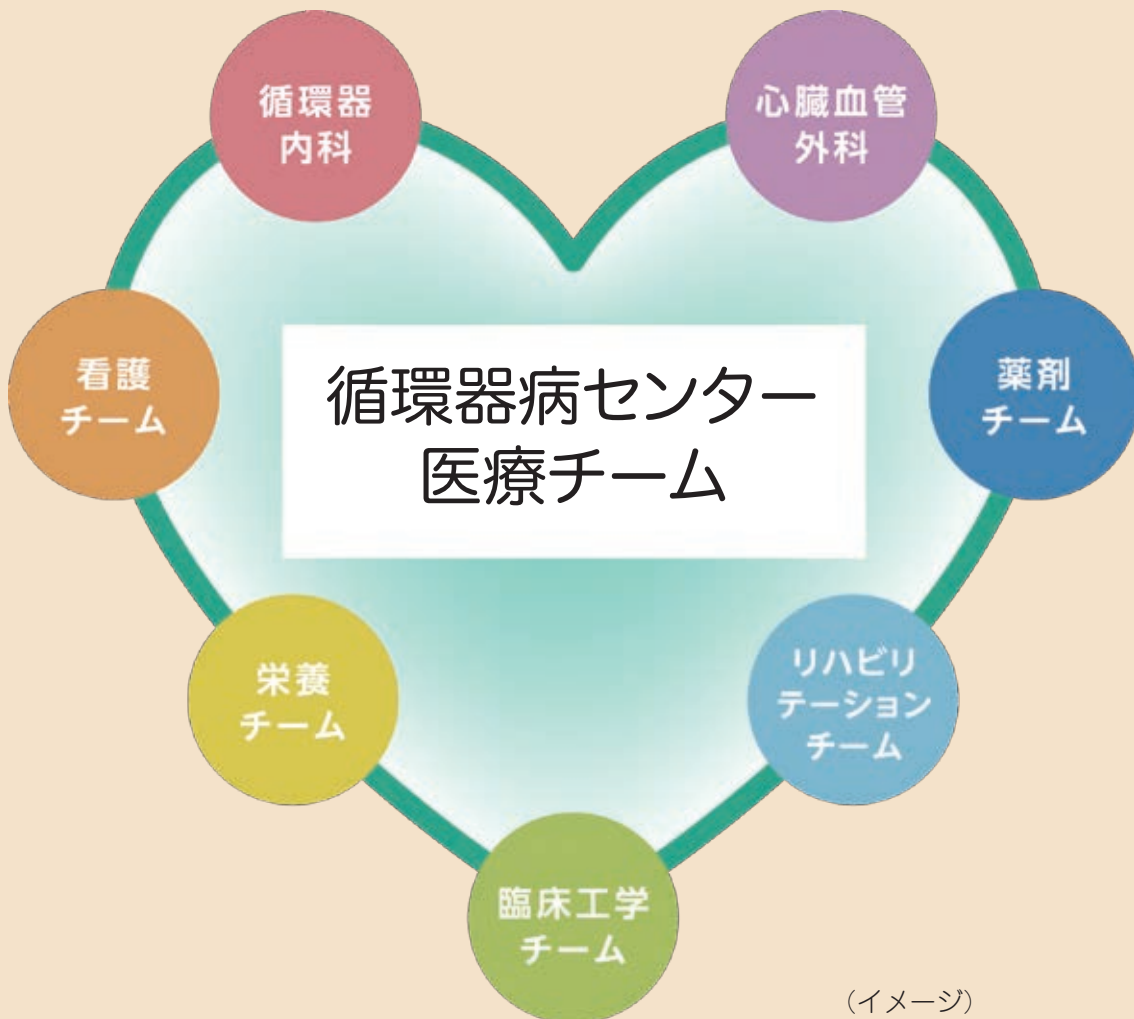 循環器
内科
心臓血管
外科
看護
チーム
循環器病センター
医療チーム
薬剤
チーム
栄養
チーム
リハビリ
テーション
チーム
臨床工学
チーム
（イメージ）